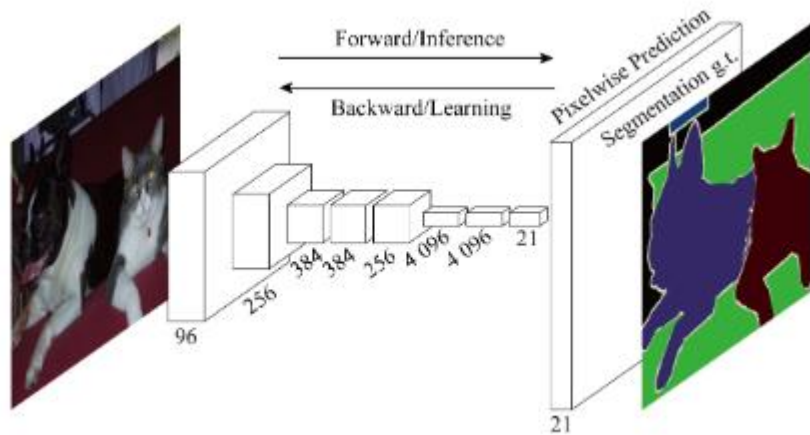 Forward/Inference
Backward/Learning
Pixelwise Prediction
Segmentation g.t.
96
256
384
384
256
4 096
4 096
21
21